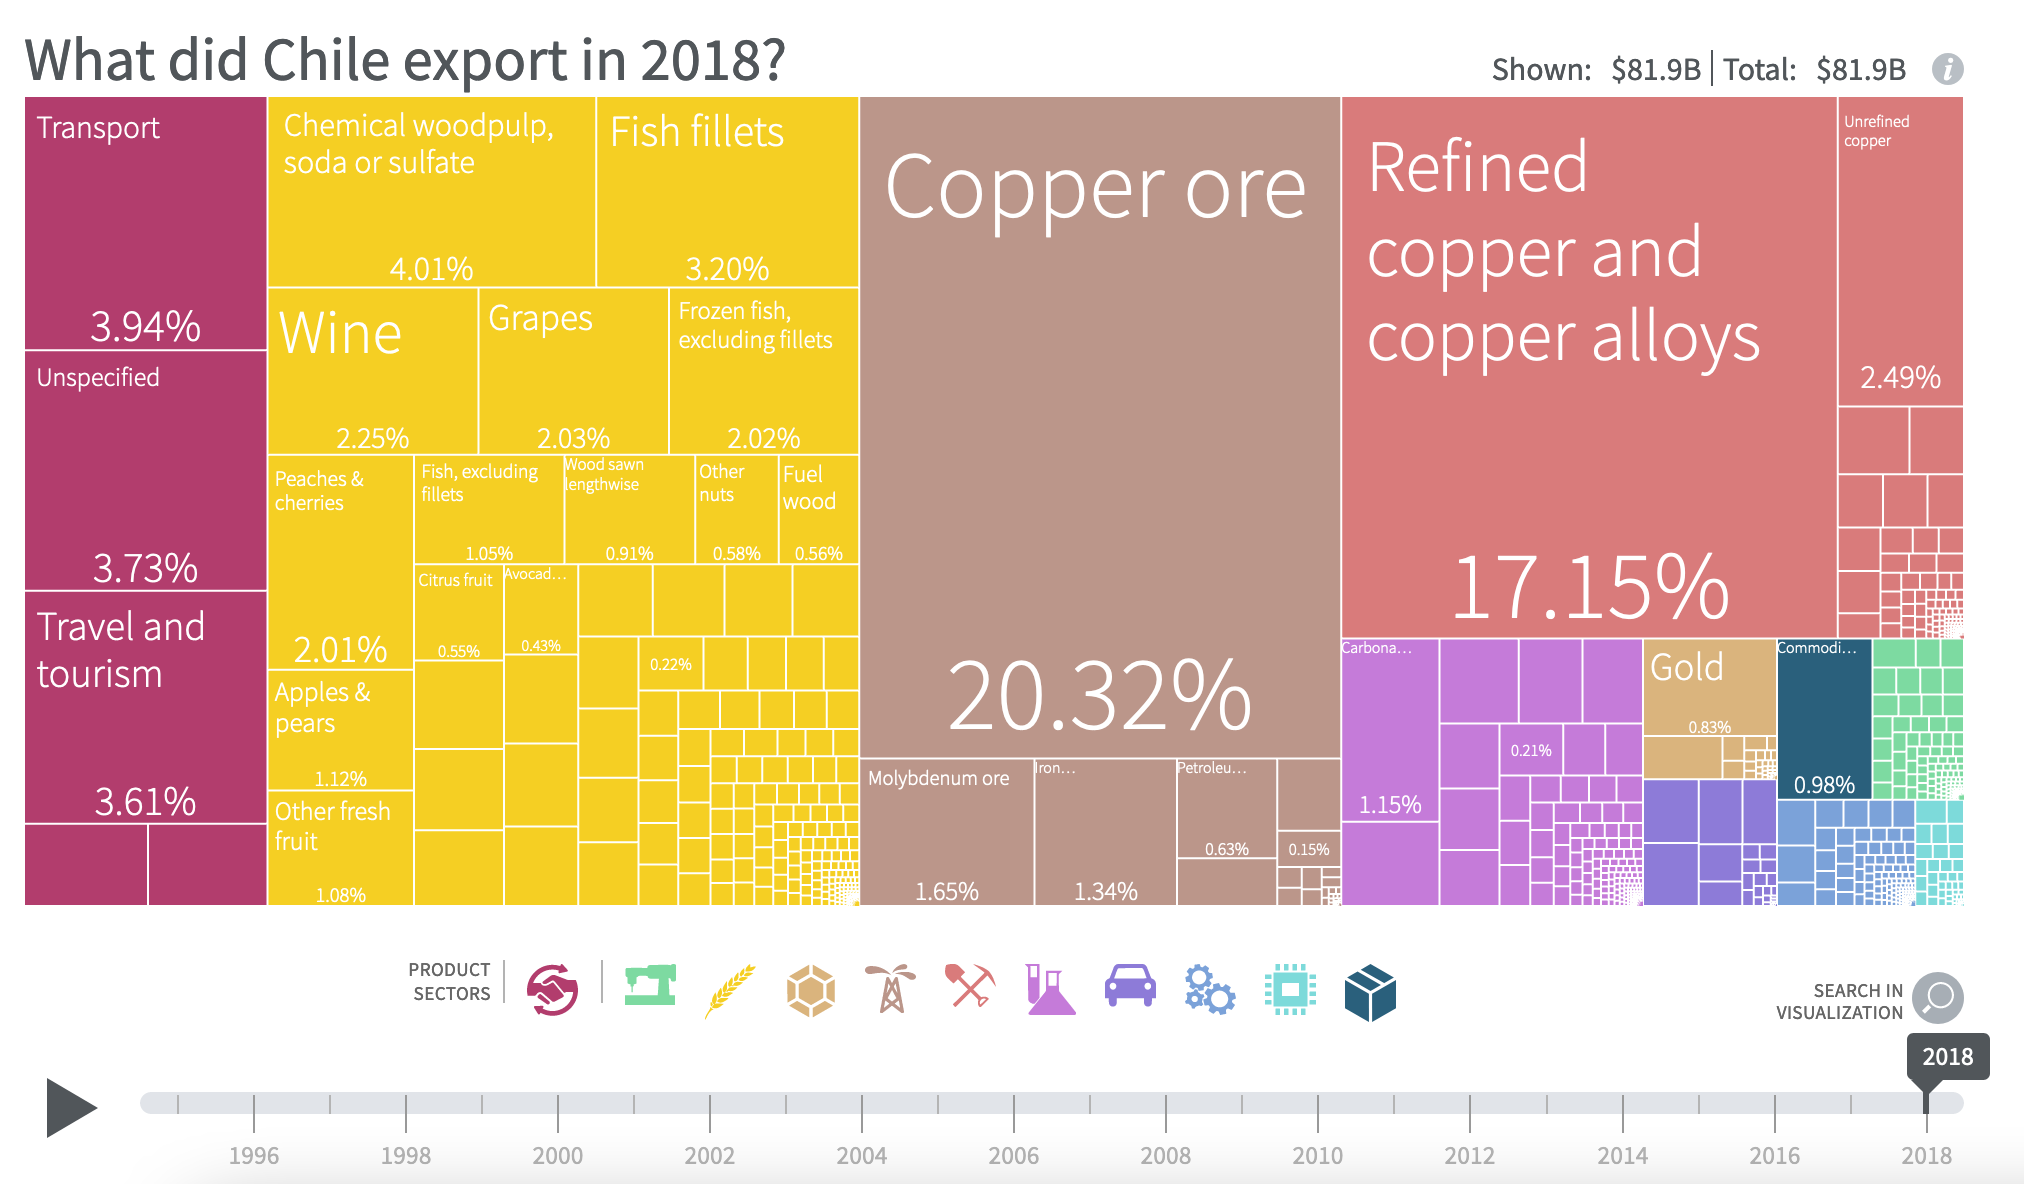 What did Chile export in 2018?
Shown: $81.9B | Total: $81.9B
i
Transport
3.94%
Unspecified
3.73%
Travel and
tourism
3.61%
Chemical woodpulp,
soda or sulfate
4.01%
Fish fillets
3.20%
Wine
2.25%
Grapes
2.03%
Frozen fish,
excluding fillets
2.02%
Peaches &
cherries
2.01%
Fish, excluding
fillets
1.05%
Wood sawn
lengthwise
0.91%
Other
nuts
0.58%
Fuel
wood
0.56%
Citrus fruit
0.55%
Avocad...
0.43%
0.22%
Apples &
pears
1.12%
Other fresh
fruit
1.08%
Copper ore
20.32%
Molybdenum ore
1.65%
Iron...
1.34%
Petroleu...
0.63%
0.15%
Refined
copper and
copper alloys
17.15%
Unrefined
copper
2.49%
Carbona...
1.15%
0.21%
Gold
0.83%
Commodi...
0.98%
PRODUCT
SECTORS
SEARCH IN
VISUALIZATION
2018
1996 1998 2000 2002 2004 2006 2008 2010 2012 2014 2016 2018